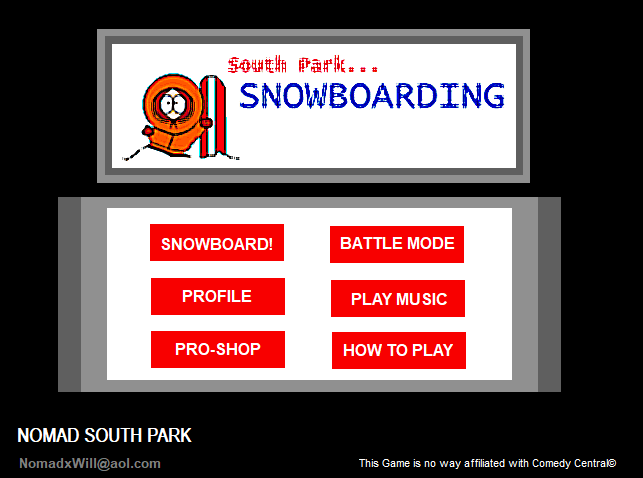 South Park...
SNOWBOARDING
SNOWBOARD!
BATTLE MODE
PROFILE
PLAY MUSIC
PRO-SHOP
HOW TO PLAY
NOMAD SOUTH PARK
NomadxWill@aol.com
This Game is no way affiliated with Comedy Central©